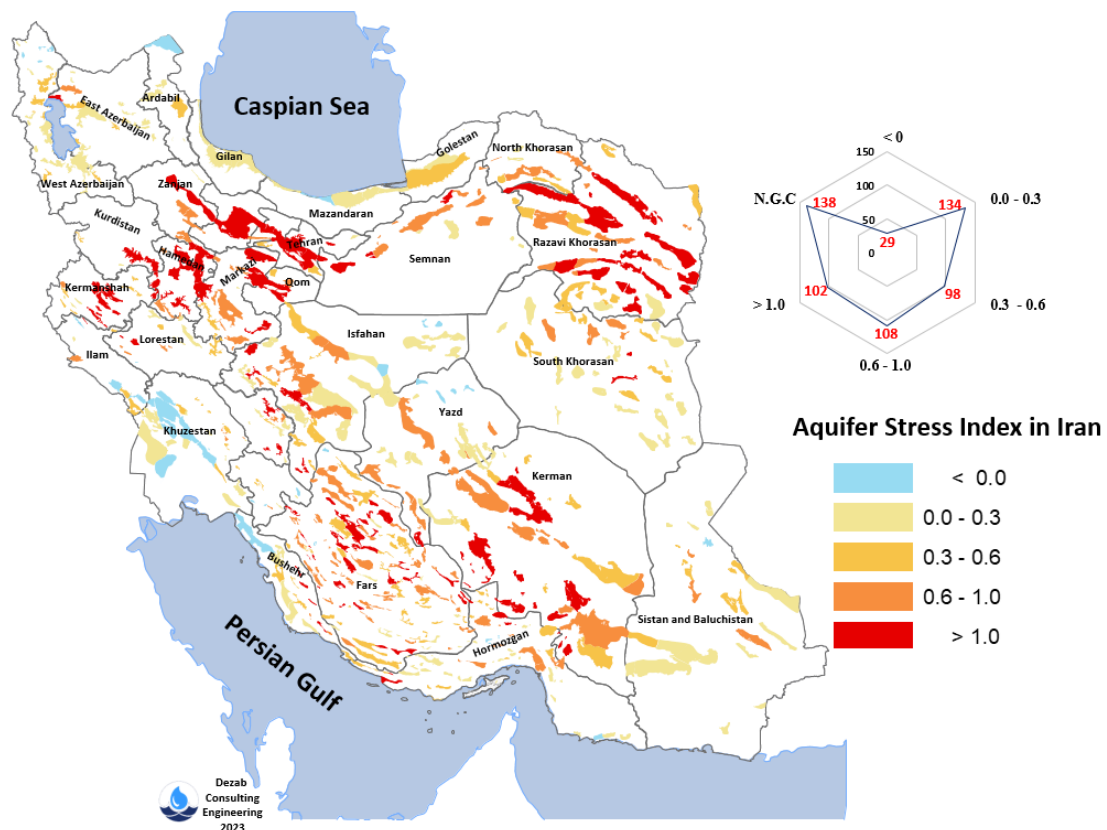 Caspian Sea
Ardabil
East Azerbaijan
Gilan
Golestan
North Khorasan
West Azerbaijan
Zanjan
Mazandaran
Kurdistan
Tehran
Razavi Khorasan
Hamedan
Markazi
Semnan
Qom
Kermanshah
Isfahan
Lorestan
Ilam
South Khorasan
Yazd
Khuzestan
Kerman
Bushehr
Fars
Sistan and Baluchistan
Hormozgan
Persian Gulf
Dezab
Consulting
Engineering
2023
< 0
150
N.G.C
138
100
134
0.0 - 0.3
50
29
0
> 1.0
102
98
0.3 - 0.6
108
0.6 - 1.0
Aquifer Stress Index in Iran
< 0.0
0.0 - 0.3
0.3 - 0.6
0.6 - 1.0
> 1.0